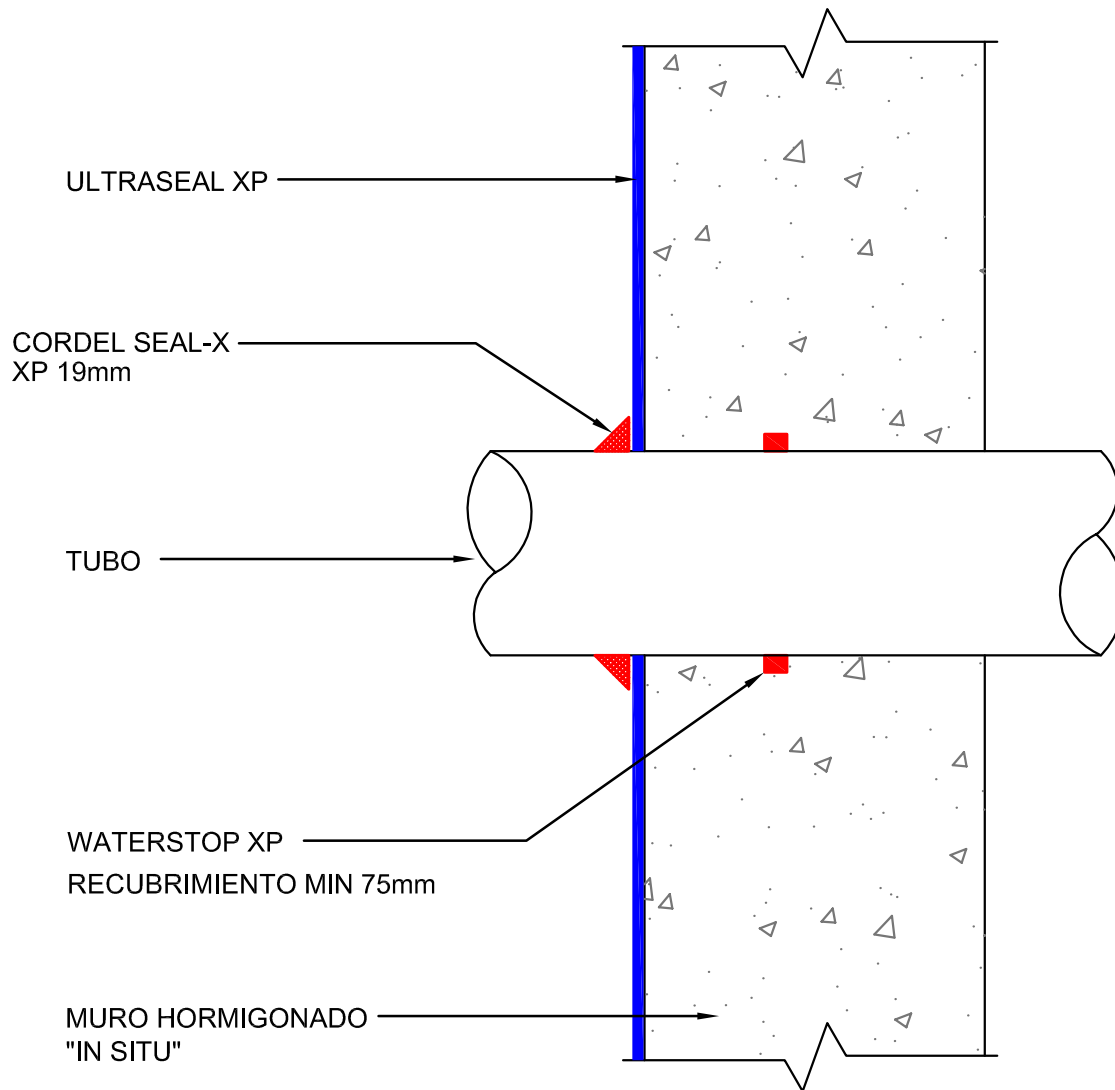 ULTRASEAL XP
CORDEL SEAL-X
XP 19mm
TUBO
WATERSTOP XP
RECUBRIMIENTO MIN 75mm
MURO HORMIGONADO
"IN SITU"